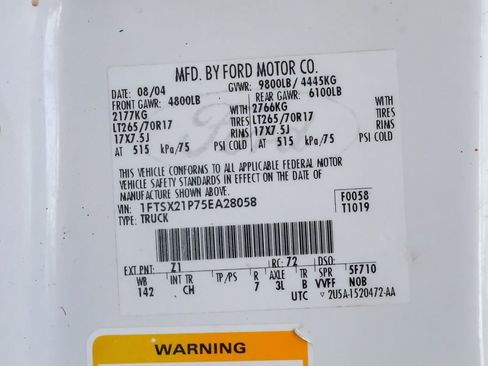 MFD. BY FORD MOTOR CO.
DATE: 08/04 GVWR: 9800LB/ 4445KG
FRONT GAWR: 4800LB REAR GAWR: 6100LB
2177KG WITH 2766KG WITH
LT265/70R17 TIRES LT265/70R17 TIRES
17X7.5J RIMS 17X7.5J RIMS
AT 515 kPa/75 PSI COLD AT 515 kPa/75 PSI COLD
THIS VEHICLE CONFORMS TO ALL APPLICABLE FEDERAL MOTOR
VEHICLE SAFETY STANDARDS IN EFFECT ON THE DATE OF
MANUFACTURE SHOWN ABOVE.
VIN: 1FTSX21P75EA28058 F0058
TYPE: TRUCK T1019
EXT PNT: Z1 RC: 72 DSO:
WB INT TR TP/PS R AXLE TR SPR 5F710
142 CH 7 3L B VVFF NOB
UTC 2U5A-1520472-AA
WARNING